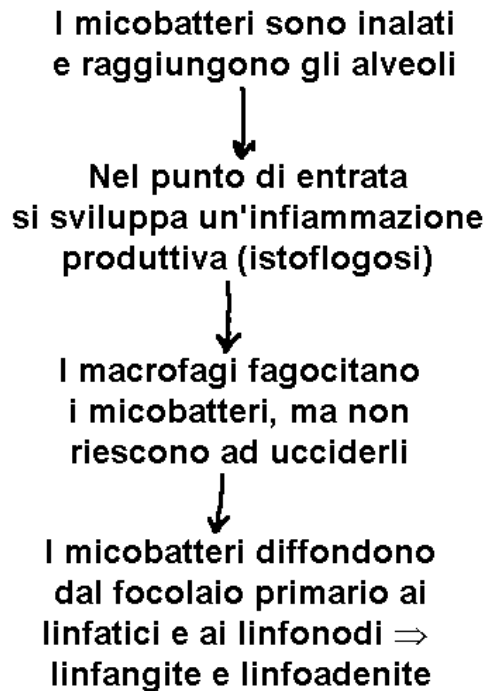 I micobatteri sono inalati
e raggiungono gli alveoli
Nel punto di entrata
si sviluppa un'infiammazione
produttiva (istoflogosi)
I macrofagi fagocitano
i micobatteri, ma non
riescono ad ucciderli
I micobatteri diffondono
dal focolaio primario ai
linfatici e ai linfonodi ⇒
linfangite e linfoadenite